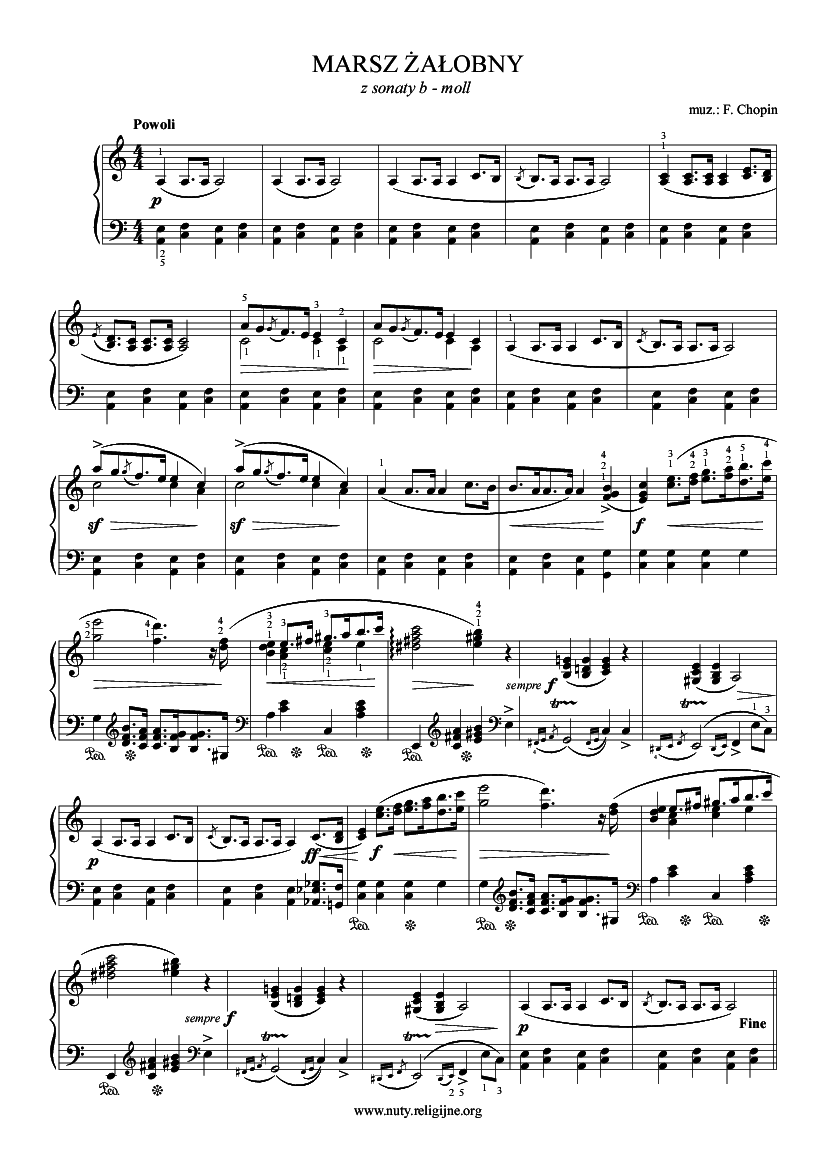 MARSZ ŻAŁOBNY
z sonaty b - moll
muz.: F. Chopin
Powoli
p
sf sf f
sempre f
p ff f
sempre f p Fine
www.nuty.religijne.org